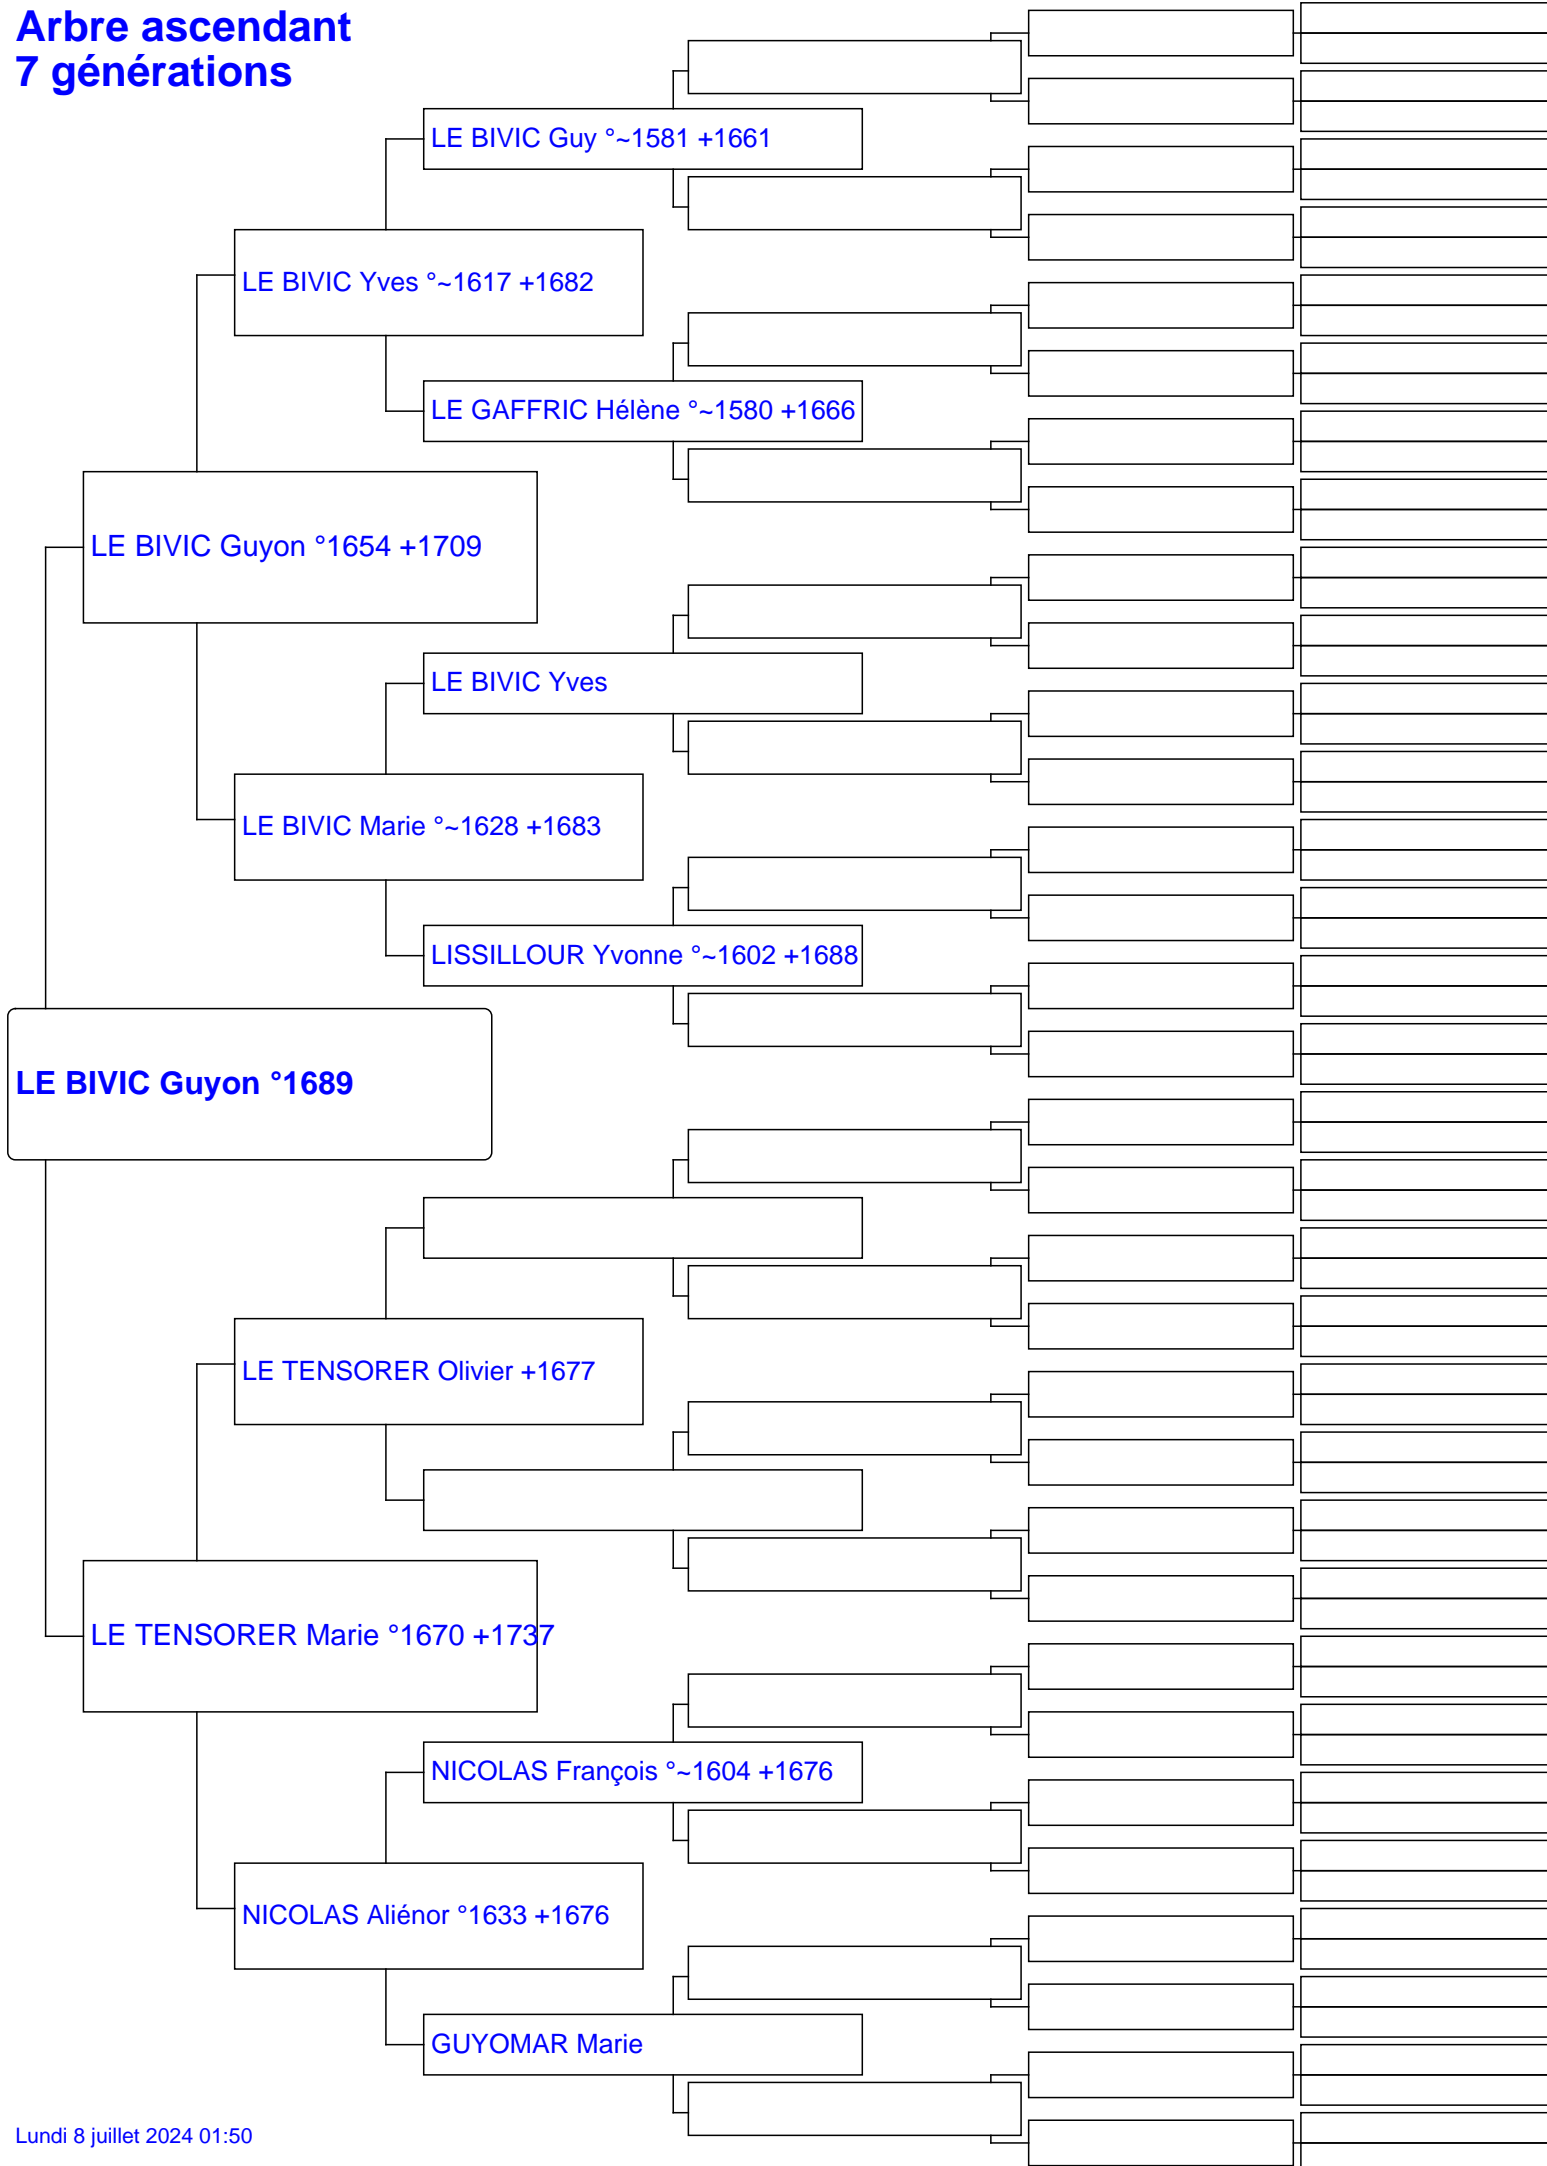 Arbre ascendant
7 générations
LE BIVIC Guy °~1581 +1661
LE BIVIC Yves °~1617 +1682
LE GAFFRIC Hélène °~1580 +1666
LE BIVIC Guyon °1654 +1709
LE BIVIC Yves
LE BIVIC Marie °~1628 +1683
LISSILLOUR Yvonne °~1602 +1688
LE BIVIC Guyon °1689
LE TENSORER Olivier +1677
LE TENSORER Marie °1670 +1737
NICOLAS François °~1604 +1676
NICOLAS Aliénor °1633 +1676
GUYOMAR Marie
Lundi 8 juillet 2024 01:50